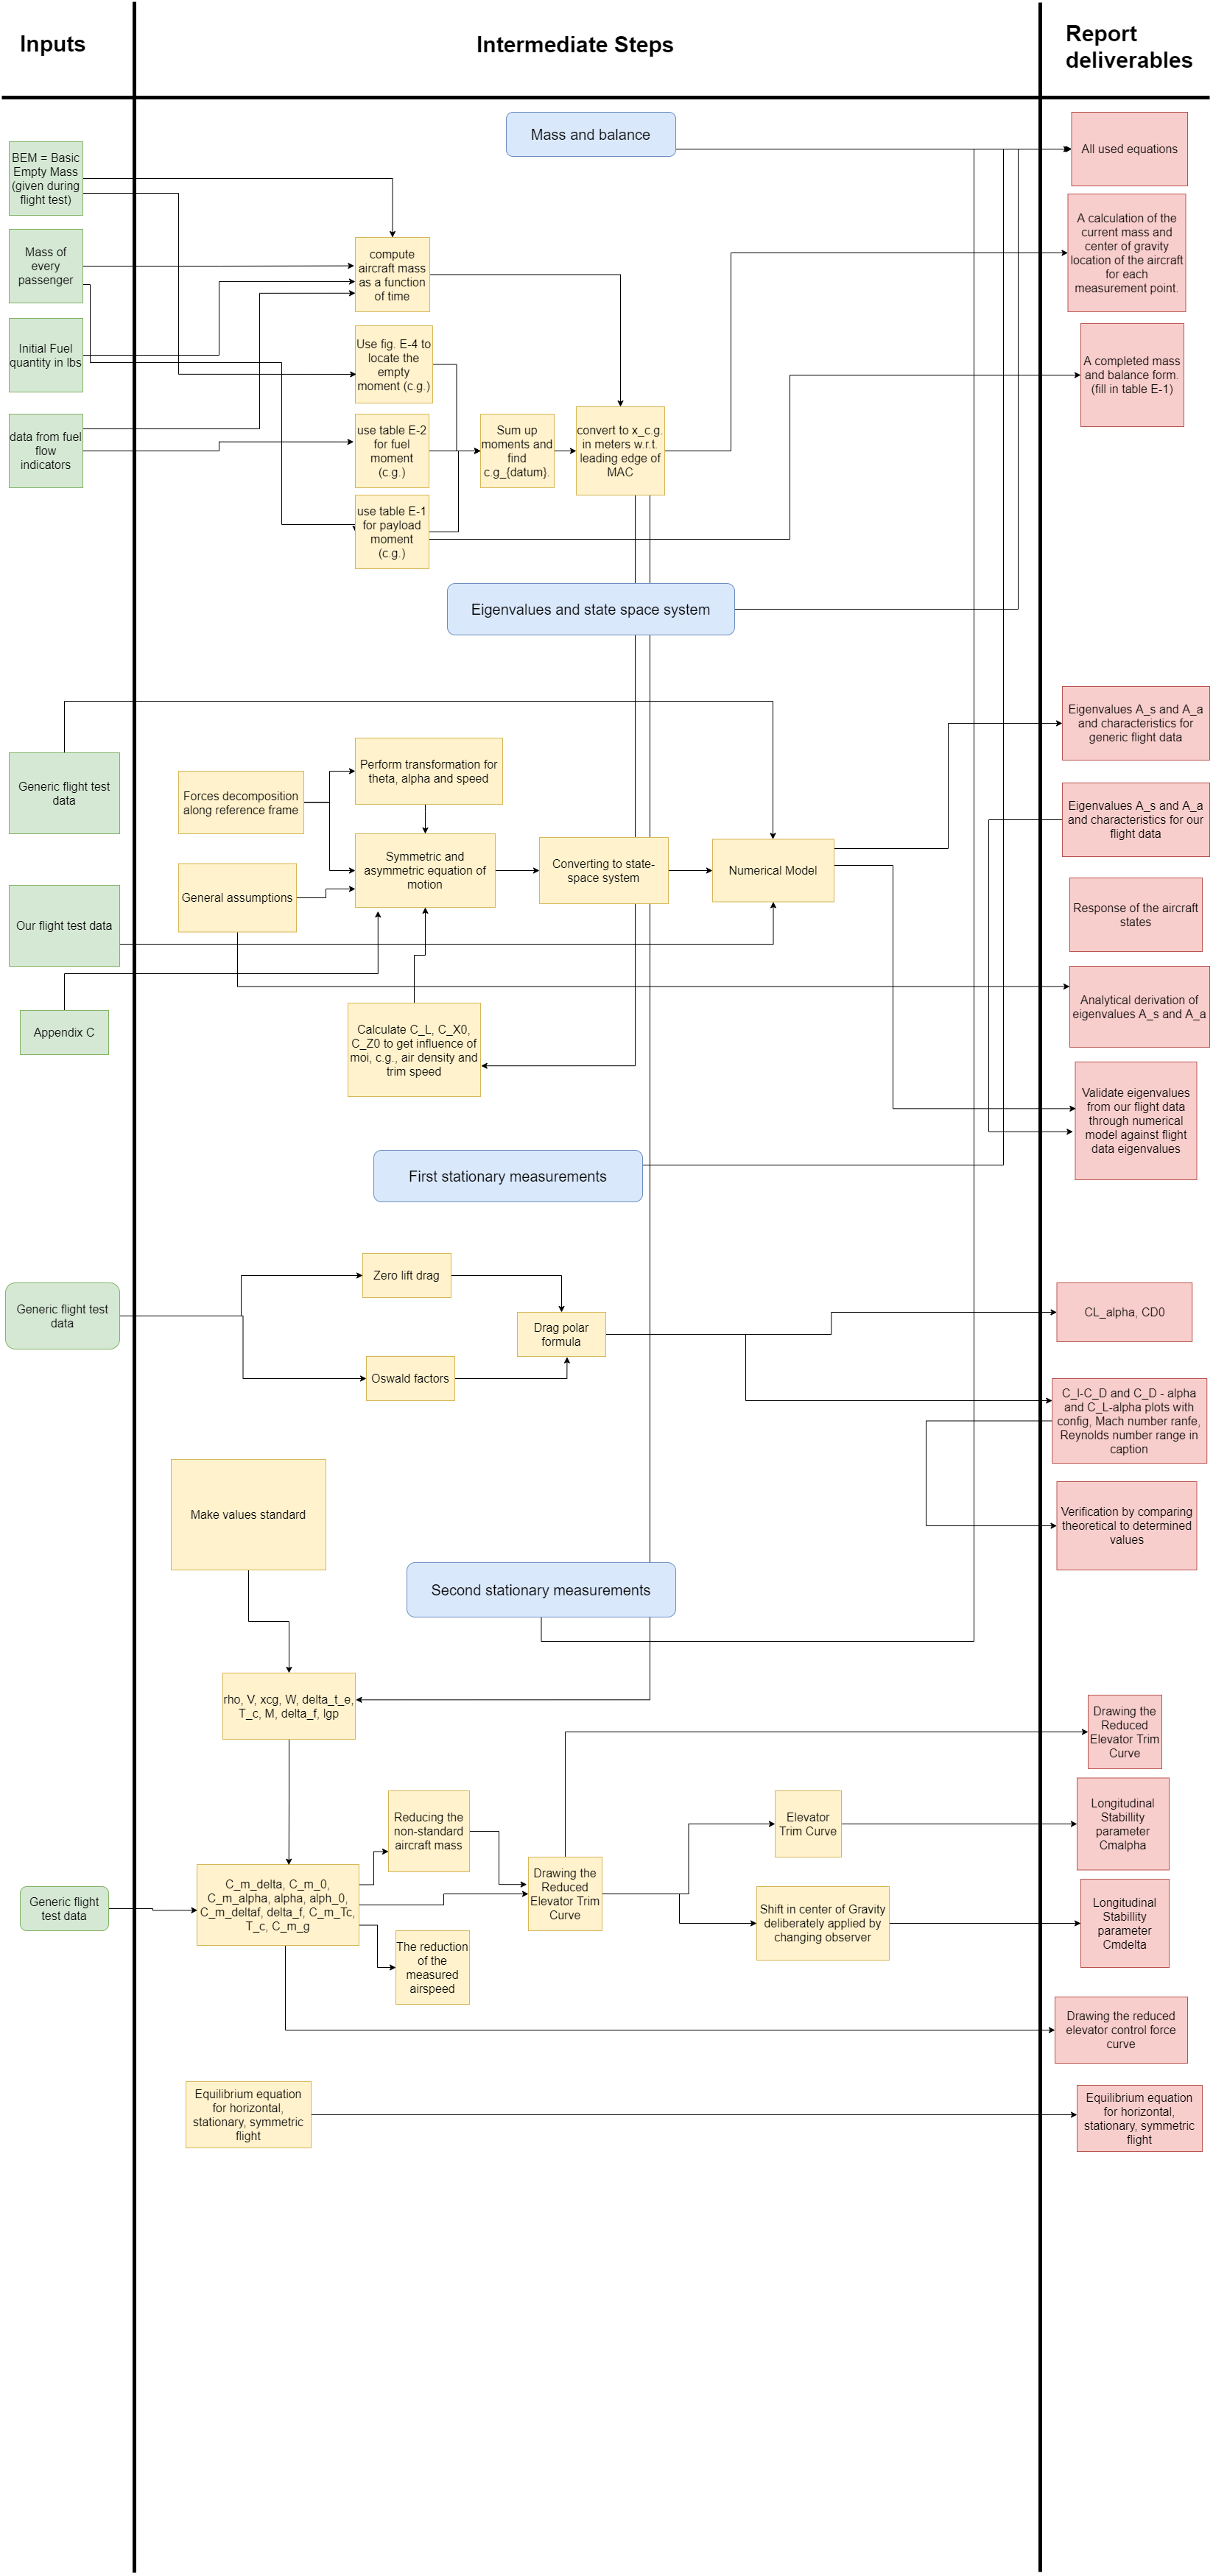 Inputs
Intermediate Steps
Report
deliverables
Mass and balance
BEM = Basic
Empty Mass
(given during
flight test)
Mass of
every
passenger
Initial Fuel
quantity in lbs
data from fuel
flow
indicators
compute
aircraft mass
as a function
of time
Use fig. E-4 to
locate the
empty
moment (c.g.)
use table E-2
for fuel
moment
(c.g.)
use table E-1
for payload
moment
(c.g.)
Sum up
moments and
find
c.g_{datum}.
convert to x_c.g.
in meters w.r.t.
leading edge of
MAC
All used equations
A calculation of the
current mass and
center of gravity
location of the aircraft
for each
measurement point.
A completed mass
and balance form.
(fill in table E-1)
Eigenvalues and state space system
Generic flight test
data
Our flight test data
Appendix C
Forces decomposition
along reference frame
General assumptions
Perform transformation for
theta, alpha and speed
Symmetric and
asymmetric equation of
motion
Converting to state-
space system
Numerical Model
Calculate C_L, C_X0,
C_Z0 to get influence of
moi, c.g., air density and
trim speed
Eigenvalues A_s and A_a
and characteristics for
generic flight data
Eigenvalues A_s and A_a
and characteristics for our
flight data
Response of the aircraft
states
Analytical derivation of
eigenvalues A_s and A_a
Validate eigenvalues
from our flight data
through numerical
model against flight
data eigenvalues
First stationary measurements
Generic flight test
data
Zero lift drag
Oswald factors
Drag polar
formula
CL_alpha, CD0
C_l-C_D and C_D - alpha
and C_L-alpha plots with
config, Mach number ranfe,
Reynolds number range in
caption
Verification by comparing
theoretical to determined
values
Make values standard
Second stationary measurements
rho, V, xcg, W, delta_t_e,
T_c, M, delta_f, lgp
Generic flight
test data
C_m_delta, C_m_0,
C_m_alpha, alpha, alph_0,
C_m_deltaf, delta_f, C_m_Tc,
T_c, C_m_g
Reducing the
non-standard
aircraft mass
The reduction
of the
measured
airspeed
Drawing the
Reduced
Elevator Trim
Curve
Elevator
Trim Curve
Shift in center of Gravity
deliberately applied by
changing observer
Drawing the
Reduced
Elevator Trim
Curve
Longitudinal
Stabillity
parameter
Cmalpha
Longitudinal
Stabillity
parameter
Cmdelta
Drawing the reduced
elevator control force
curve
Equilibrium equation
for horizontal,
stationary, symmetric
flight
Equilibrium equation
for horizontal,
stationary, symmetric
flight